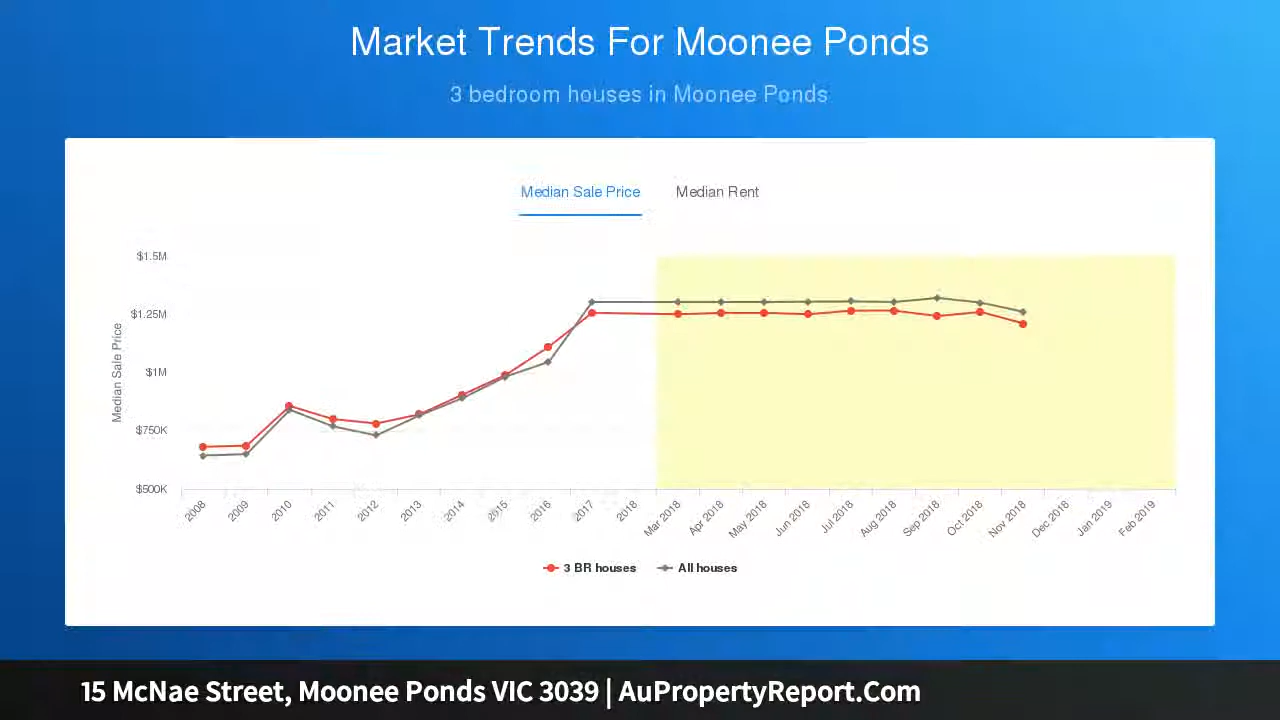 Market Trends For Moonee Ponds
3 bedroom houses in Moonee Ponds
Median Sale Price Median Rent
$1.5M
$1.25M
$1M
$750K
$500K
Median Sale Price
2008 2009 2010 2011 2012 2013 2014 2015 2016 2017 2018 Mar 2018 Apr 2018 May 2018 Jun 2018 Jul 2018 Aug 2018 Sep 2018 Oct 2018 Nov 2018 Dec 2018 Jan 2019 Feb 2019
3 BR houses All houses
15 McNae Street, Moonee Ponds VIC 3039 | AuPropertyReport.Com